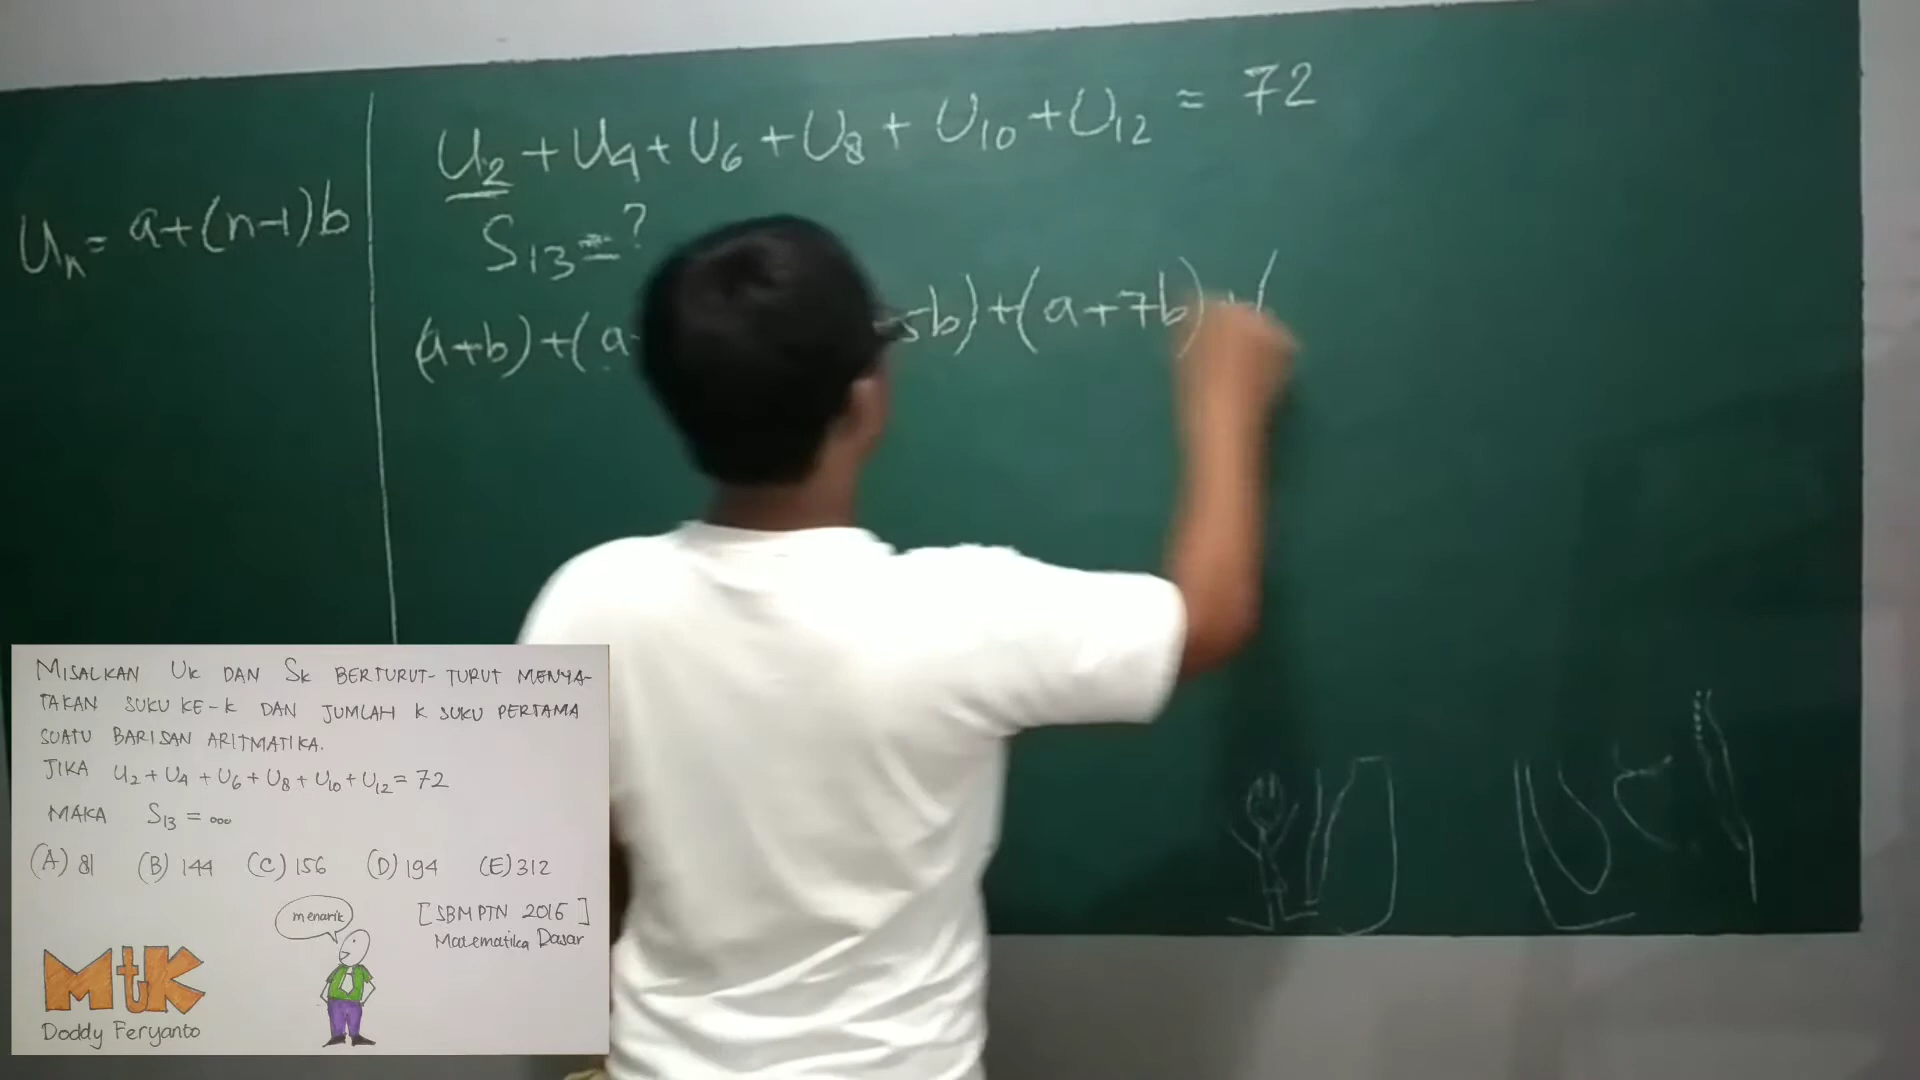 U₂ + U₄ + U₆ + U₈ + U₁₀ + U₁₂ = 72
Uₙ = a+(n-1)b
S₁₃ = ?
(a+b)+(a 5b)+(a+7b)+(
MISALKAN Uk DAN Sk BERTURUT-TURUT MENYA-
TAKAN SUKU KE-K DAN JUMLAH K SUKU PERTAMA
SUATU BARISAN ARITMATIKA.
JIKA U₂ + U₄ + U₆ + U₈ + U₁₀ + U₁₂ = 72
MAKA S₁₃ = ...
(A) 81 (B) 144 (C) 156 (D) 194 (E) 312
menarik
[SBMPTN 2016]
Matematika Dasar
MtK
Doddy Feryanto